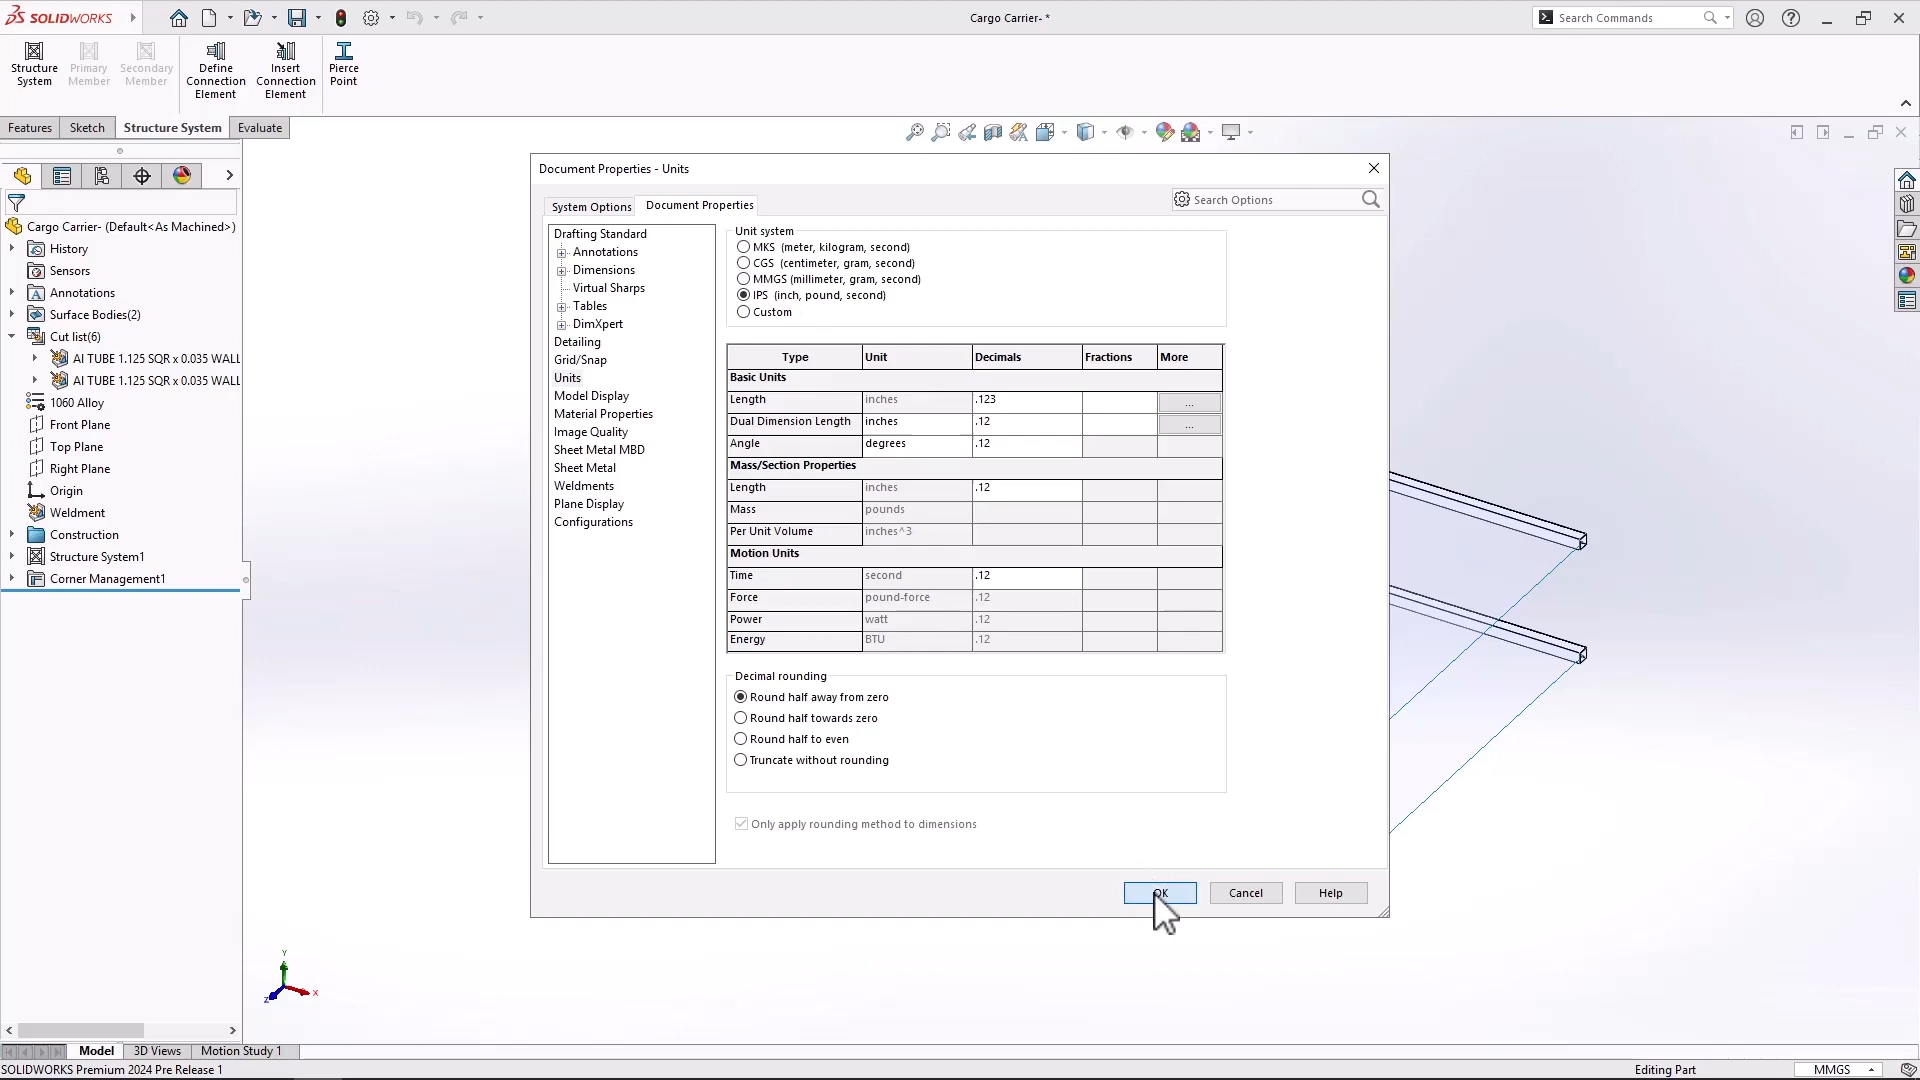 SOLIDWORKS
Cargo Carrier- *
Search Commands
Structure
System
Primary
Member
Secondary
Member
Define
Connection
Element
Insert
Connection
Element
Pierce
Point
Features
Sketch
Structure System
Evaluate
Cargo Carrier- (Default<As Machined>)
History
Sensors
Annotations
Surface Bodies(2)
Cut list(6)
AI TUBE 1.125 SQR x 0.035 WALL
AI TUBE 1.125 SQR x 0.035 WALL
1060 Alloy
Front Plane
Top Plane
Right Plane
Origin
Weldment
Construction
Structure System1
Corner Management1
Document Properties - Units
System Options
Document Properties
Search Options
Drafting Standard
Annotations
Dimensions
Virtual Sharps
Tables
DimXpert
Detailing
Grid/Snap
Units
Model Display
Material Properties
Image Quality
Sheet Metal MBD
Sheet Metal
Weldments
Plane Display
Configurations
Unit system
MKS (meter, kilogram, second)
CGS (centimeter, gram, second)
MMGS (millimeter, gram, second)
IPS (inch, pound, second)
Custom
Type Unit Decimals Fractions More
Basic Units
Length inches .123 ...
Dual Dimension Length inches .12 ...
Angle degrees .12
Mass/Section Properties
Length inches .12
Mass pounds
Per Unit Volume inches^3
Motion Units
Time second .12
Force pound-force .12
Power watt .12
Energy BTU .12
Decimal rounding
Round half away from zero
Round half towards zero
Round half to even
Truncate without rounding
Only apply rounding method to dimensions
OK
Cancel
Help
Y
X
Z
Model
3D Views
Motion Study 1
SOLIDWORKS Premium 2024 Pre Release 1
Editing Part
MMGS